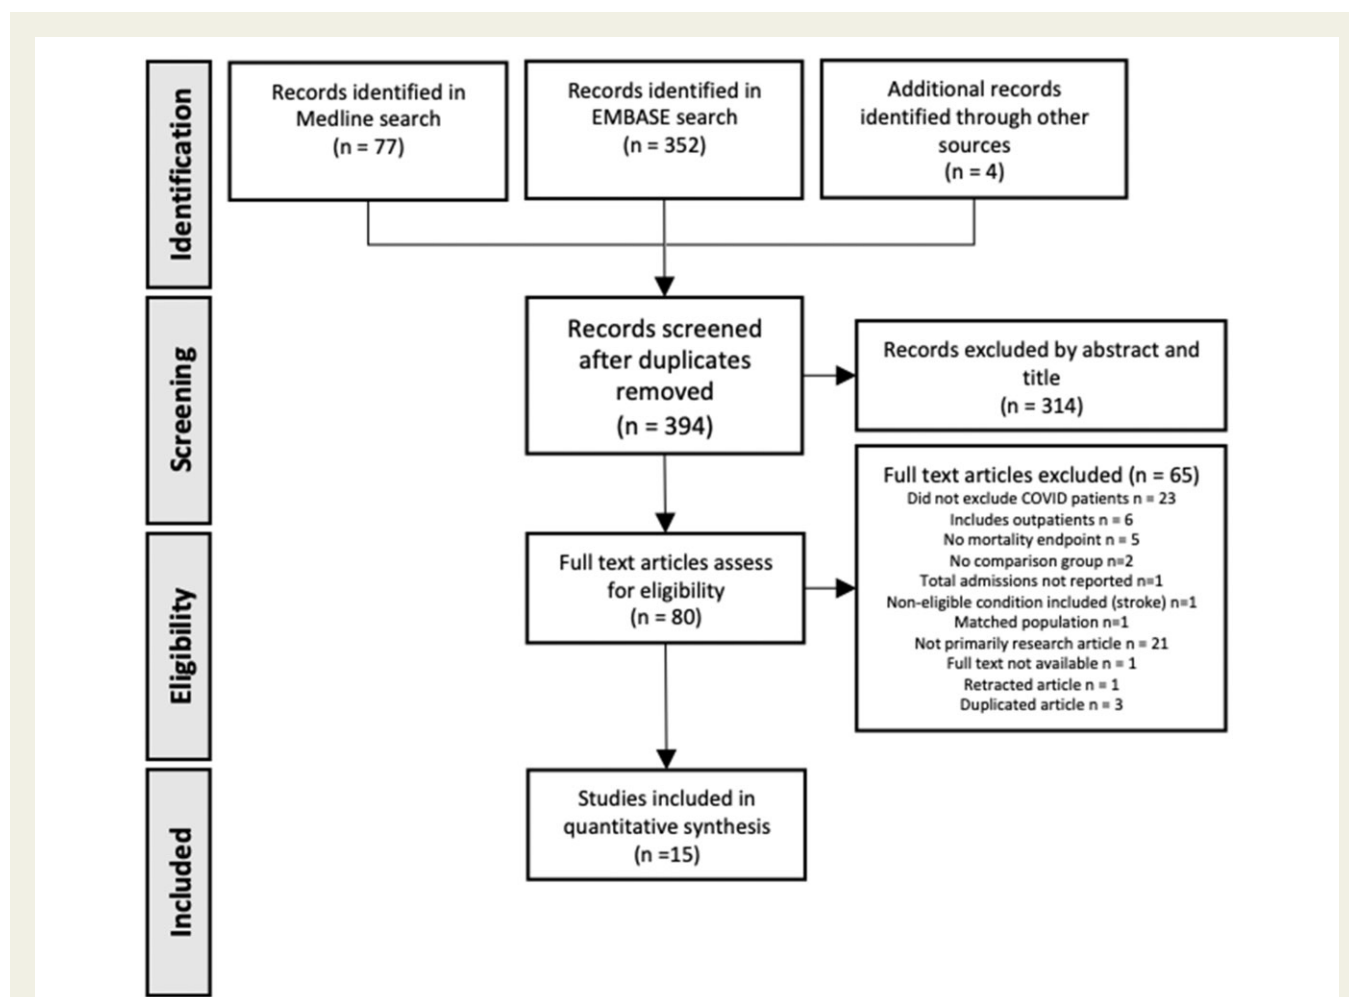 Identification
Records identified in
Medline search
(n = 77)
Records identified in
EMBASE search
(n = 352)
Additional records
identified through other
sources
(n = 4)
Screening
Records screened
after duplicates
removed
(n = 394)
Records excluded by abstract and
title
(n = 314)
Eligibility
Full text articles assess
for eligibility
(n = 80)
Full text articles excluded (n = 65)
Did not exclude COVID patients n = 23
Includes outpatients n = 6
No mortality endpoint n = 5
No comparison group n=2
Total admissions not reported n=1
Non-eligible condition included (stroke) n=1
Matched population n=1
Not primarily research article n = 21
Full text not available n = 1
Retracted article n = 1
Duplicated article n = 3
Included
Studies included in
quantitative synthesis
(n =15)